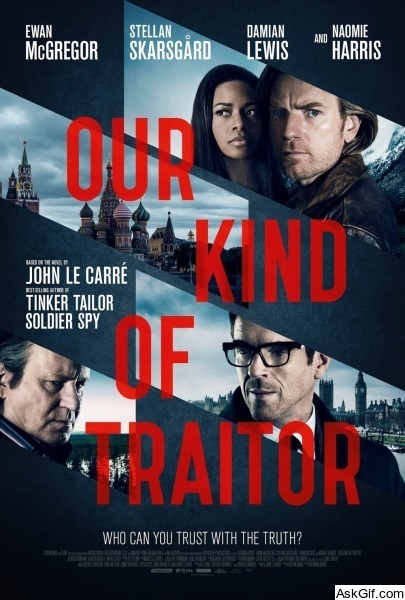 EWAN McGREGOR
STELLAN SKARSGÅRD
DAMIAN LEWIS
AND NAOMIE HARRIS
OUR
KIND
OF
TRAITOR
BASED ON THE NOVEL BY
JOHN LE CARRÉ
BEST-SELLING AUTHOR OF
TINKER TAILOR
SOLDIER SPY
WHO CAN YOU TRUST WITH THE TRUTH?
AskGif.com